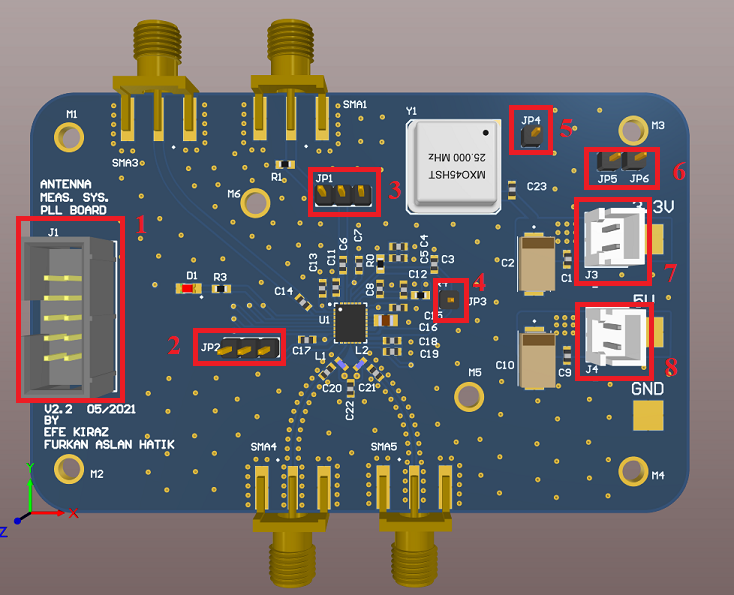 M1
SMA3
SMA1
R1
Y1
MXO45HST
25.000 MHz
JP4
5
M3
JP5
JP6
6
C23
JP1
3
M6
ANTENNA
MEAS. SYS.
PLL BOARD
J1
1
3.3V
J3
7
C2
C1
C13
C11
C6
C7
R0
C4
C5
C3
C8
C12
4
JP3
C15
C16
C18
C19
D1
R3
C14
U1
JP2
2
C17
L1
L2
C20
C21
C22
5V
J4
8
C10
C9
GND
M5
V2.2 05/2021
BY
EFE KIRAZ
FURKAN ASLAN HATIK
M2
SMA4
SMA5
M4
Y
X
Z